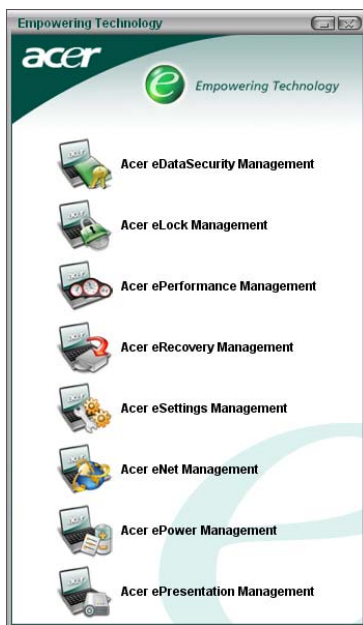 Empowering Technology
acer
e Empowering Technology
Acer eDataSecurity Management
Acer eLock Management
Acer ePerformance Management
Acer eRecovery Management
Acer eSettings Management
Acer eNet Management
Acer ePower Management
Acer ePresentation Management